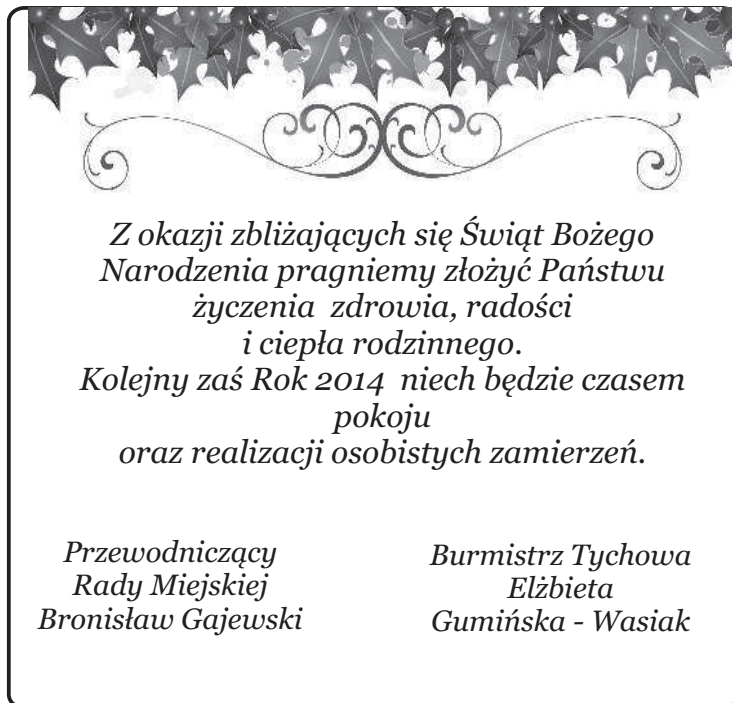 Z okazji zbliżających się Świąt Bożego
Narodzenia pragniemy złożyć Państwu
życzenia zdrowia, radości
i ciepła rodzinnego.
Kolejny zaś Rok 2014 niech będzie czasem
pokoju
oraz realizacji osobistych zamierzeń.
Przewodniczący
Rady Miejskiej
Bronisław Gajewski
Burmistrz Tychowa
Elżbieta
Gumińska - Wasiak